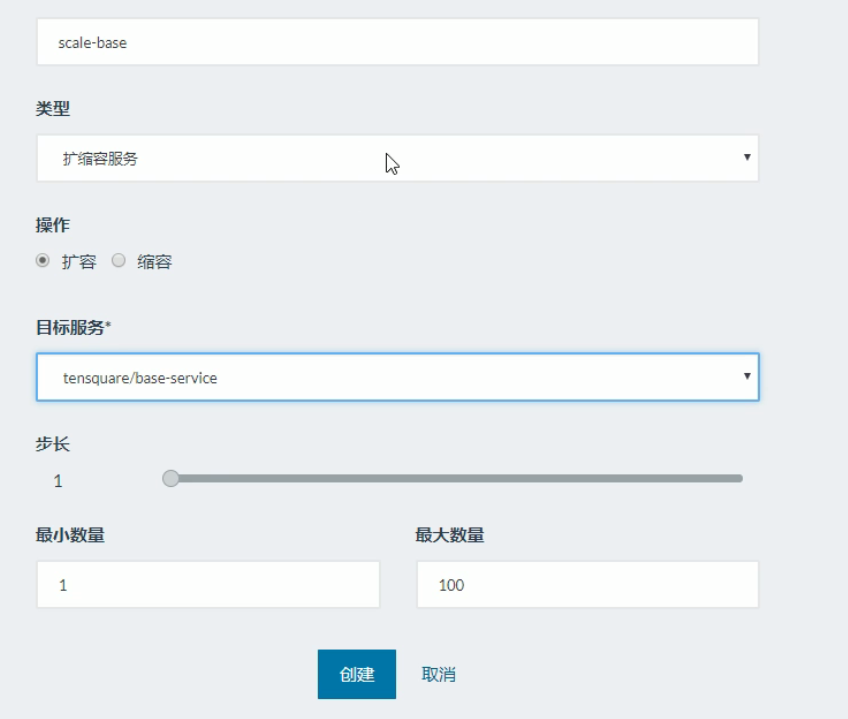 scale-base
类型
扩缩容服务
操作
扩容 缩容
目标服务*
tensquare/base-service
步长
1
最小数量 最大数量
1 100
创建 取消